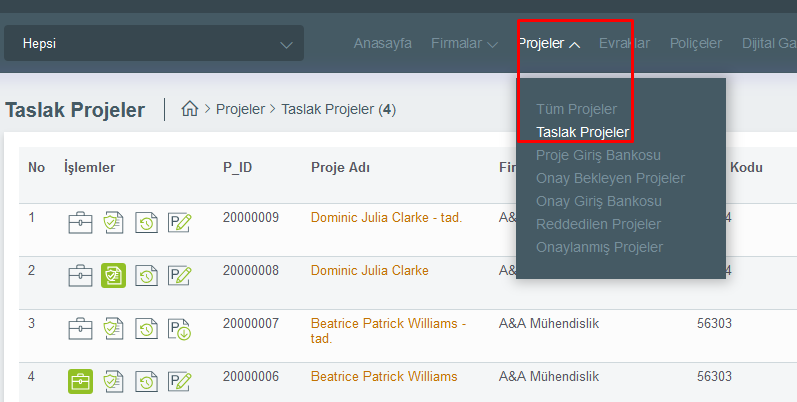 Hepsi
Anasayfa Firmalar Projeler Evraklar Poliçeler Dijital Ga
Taslak Projeler Projeler Taslak Projeler (4)
Tüm Projeler
Taslak Projeler
Proje Giriş Bankosu
Onay Bekleyen Projeler
Onay Giriş Bankosu
Reddedilen Projeler
Onaylanmış Projeler
No İşlemler P_ID Proje Adı Fir Kodu
1 20000009 Dominic Julia Clarke - tad. A&A 4
2 20000008 Dominic Julia Clarke A&A 4
3 20000007 Beatrice Patrick Williams - A&A Mühendislik 56303
tad.
4 20000006 Beatrice Patrick Williams A&A Mühendislik 56303